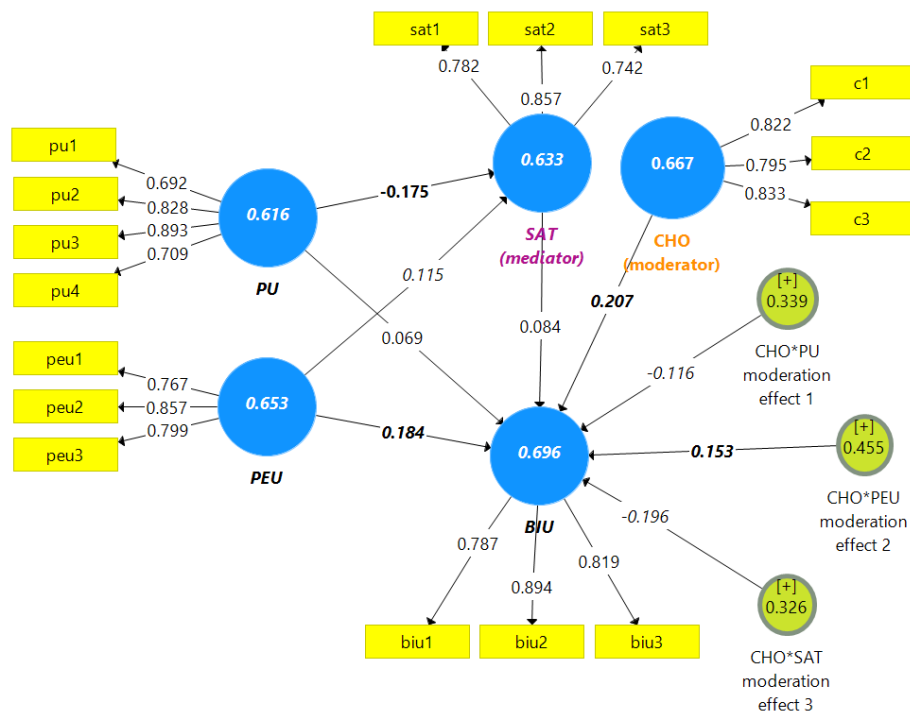 sat1
sat2
sat3
0.782
0.857
0.742
c1
c2
c3
0.822
0.795
0.833
pu1
pu2
pu3
pu4
0.692
0.828
0.893
0.709
0.616
PU
-0.175
0.633
SAT
(mediator)
0.667
CHO
(moderator)
0.115
0.069
0.084
0.207
[+]
0.339
CHO*PU
moderation
effect 1
-0.116
peu1
peu2
peu3
0.767
0.857
0.799
0.653
PEU
0.184
0.696
BIU
0.153
[+]
0.455
CHO*PEU
moderation
effect 2
-0.196
[+]
0.326
CHO*SAT
moderation
effect 3
0.787
0.894
0.819
biu1
biu2
biu3